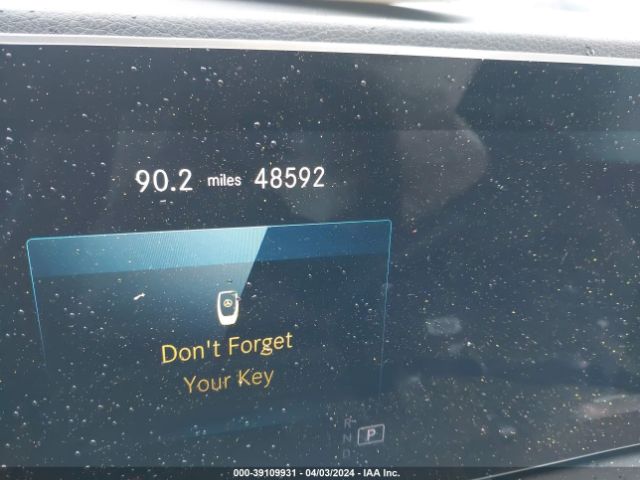 90.2 miles 48592
Don't Forget
Your Key
R
N P
D
000-39109931 - 04/03/2024 - IAA Inc.